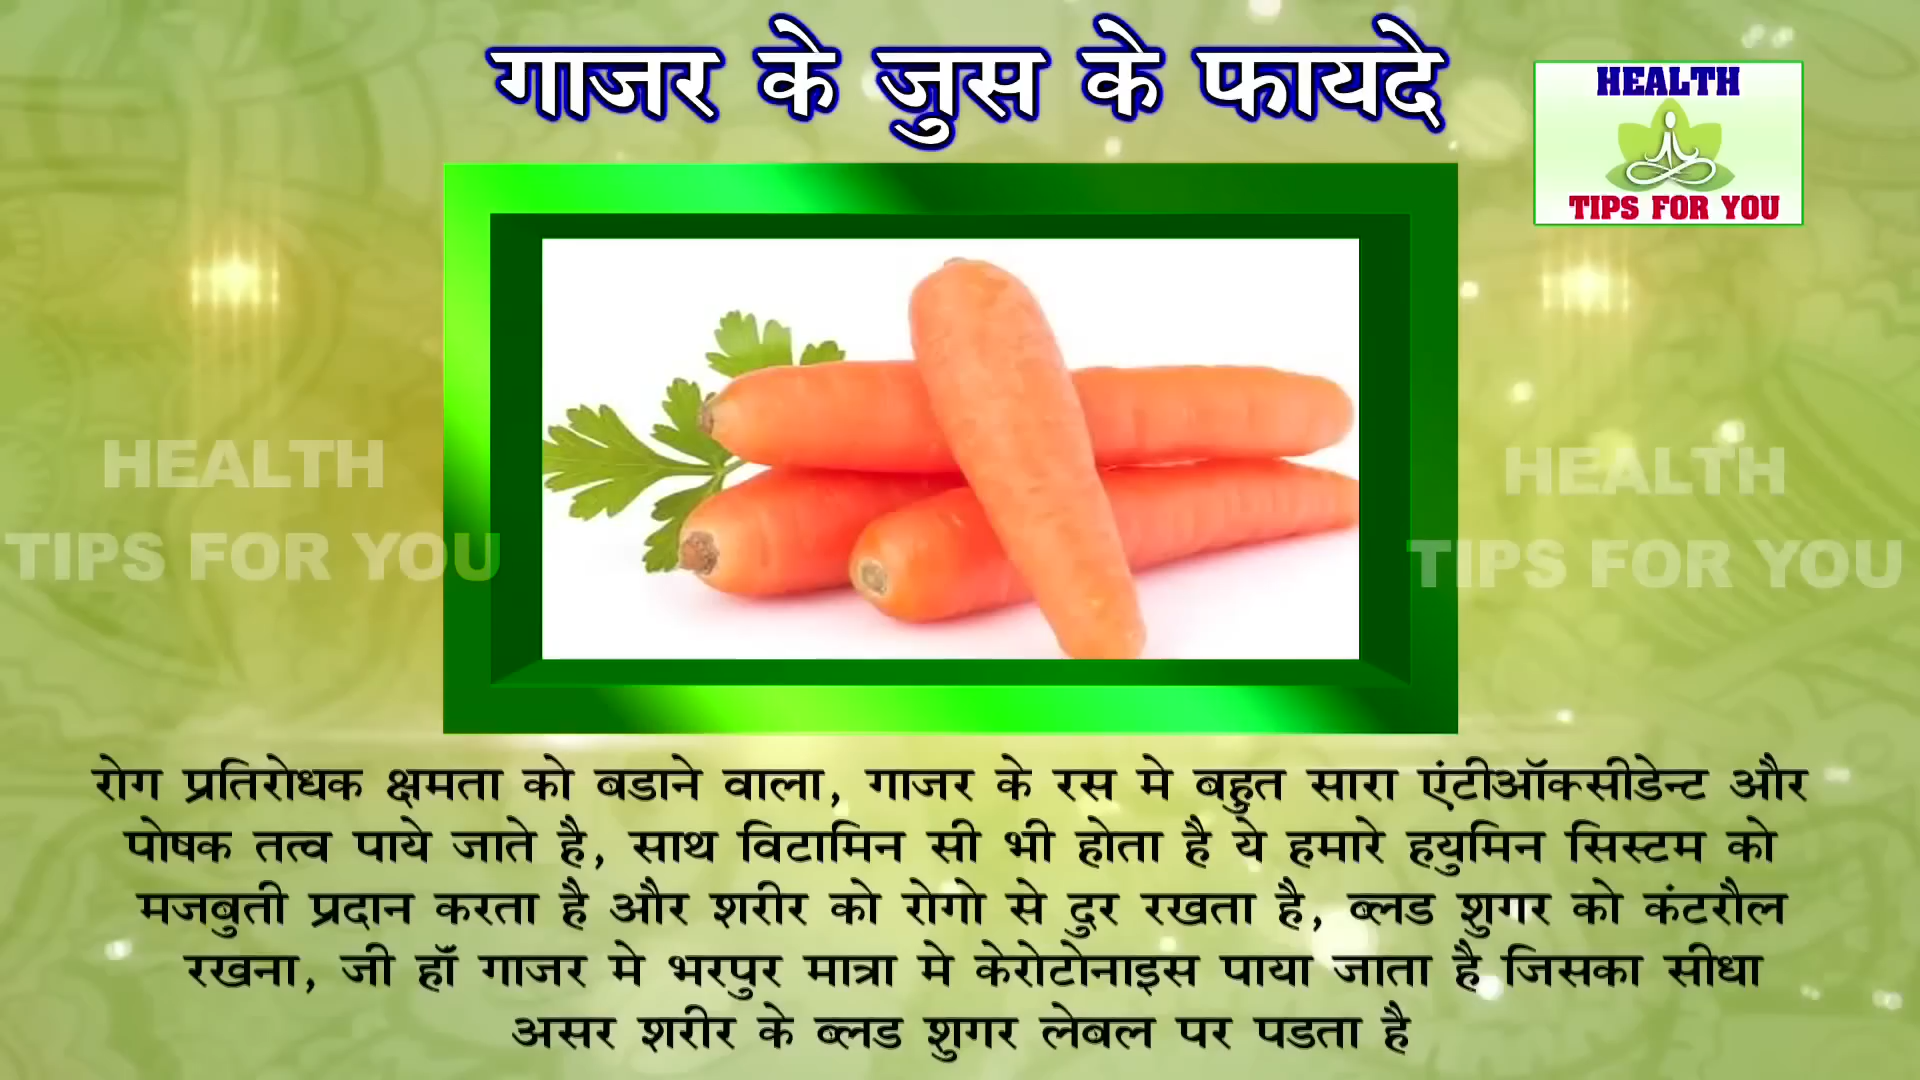 गाजर के जुस के फायदे
HEALTH
TIPS FOR YOU
HEALTH
TIPS FOR YOU
HEALTH
TIPS FOR YOU
रोग प्रतिरोधक क्षमता को बडाने वाला, गाजर के रस मे बहुत सारा एंटीऑक्सीडेन्ट और
पोषक तत्व पाये जाते है, साथ विटामिन सी भी होता है ये हमारे हयुमिन सिस्टम को
मजबुती प्रदान करता है और शरीर को रोगो से दुर रखता है, ब्लड शुगर को कंटरौल
रखना, जी हॉं गाजर मे भरपुर मात्रा मे केरोटोनाइस पाया जाता है जिसका सीधा
असर शरीर के ब्लड शुगर लेबल पर पडता है